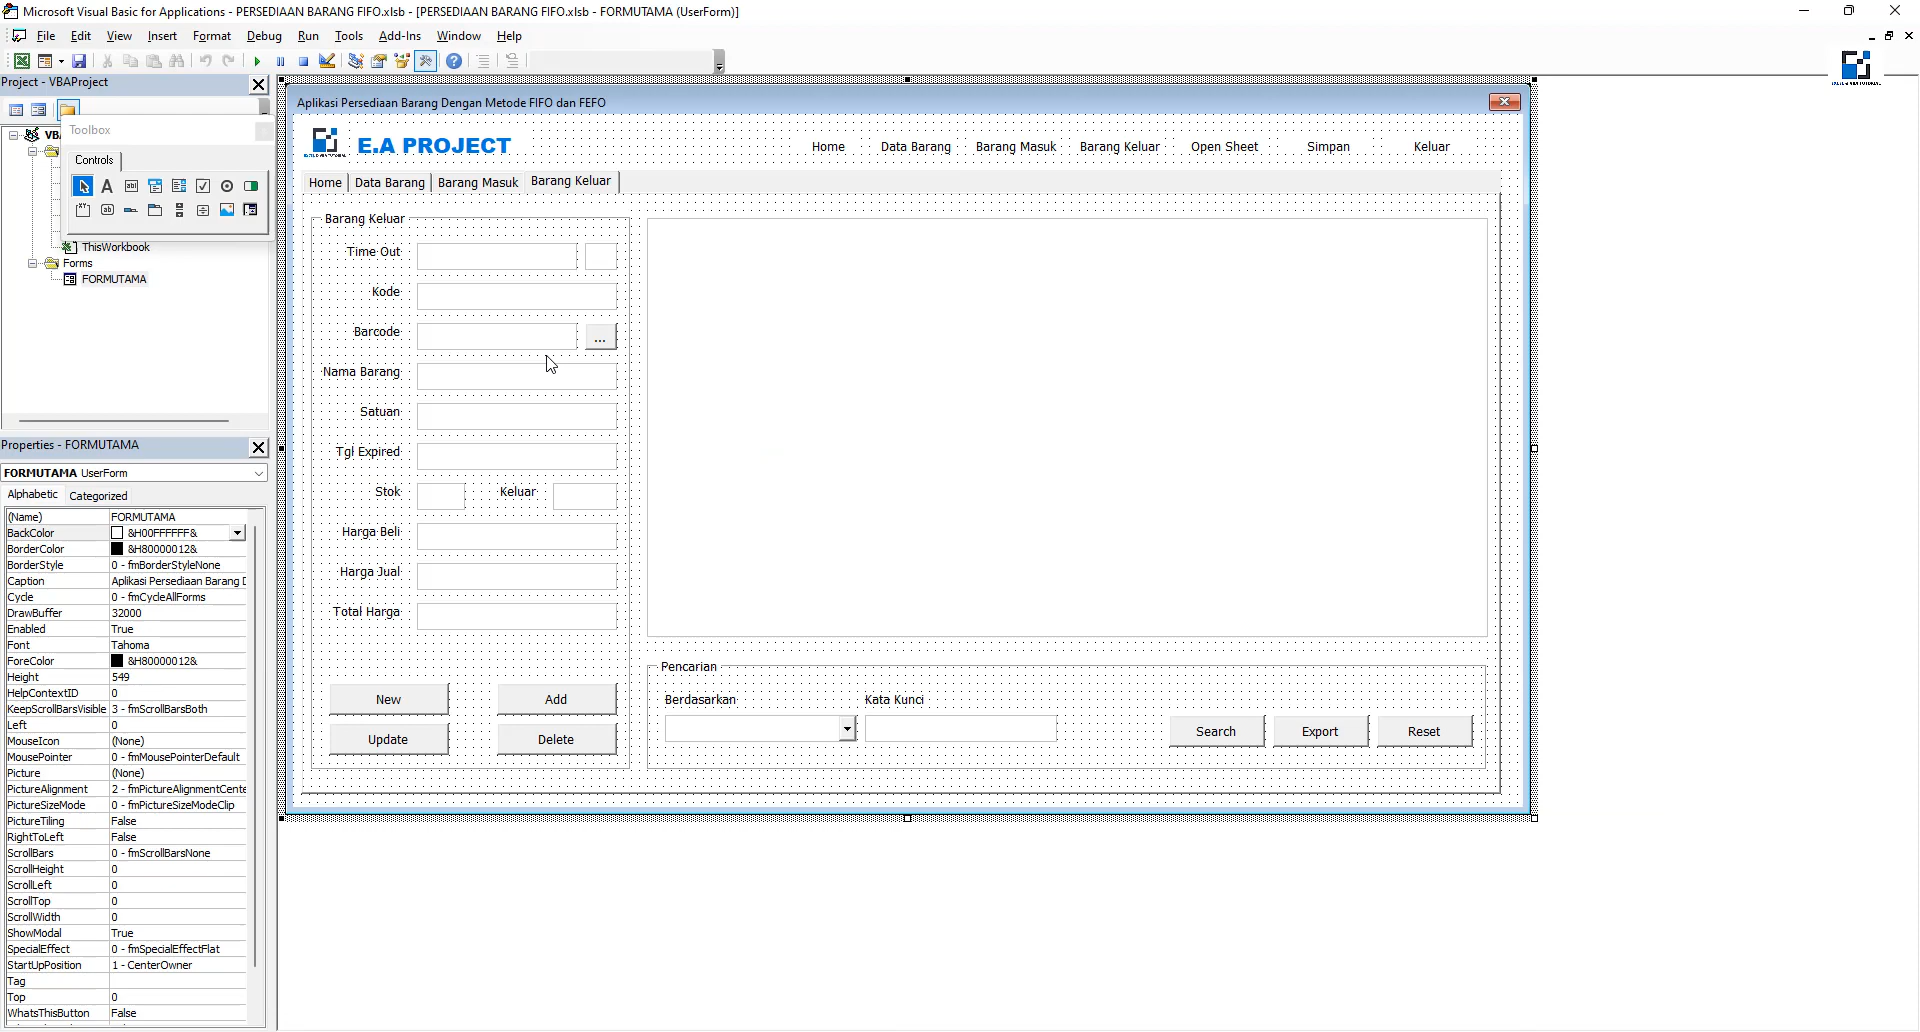 Microsoft Visual Basic for Applications - PERSEDIAAN BARANG FIFO.xlsb - [PERSEDIAAN BARANG FIFO.xlsb - FORMUTAMA (UserForm)]
File Edit View Insert Format Debug Run Tools Add-Ins Window Help
Project - VBAProject
Toolbox
Controls
ThisWorkbook
Forms
FORMUTAMA
Properties - FORMUTAMA
FORMUTAMA UserForm
Alphabetic Categorized
(Name) FORMUTAMA
BackColor &H00FFFFFF&
BorderColor &H80000012&
BorderStyle 0 - fmBorderStyleNone
Caption Aplikasi Persediaan Barang D
Cycle 0 - fmCycleAllForms
DrawBuffer 32000
Enabled True
Font Tahoma
ForeColor &H80000012&
Height 549
HelpContextID 0
KeepScrollBarsVisible 3 - fmScrollBarsBoth
Left 0
MouseIcon (None)
MousePointer 0 - fmMousePointerDefault
Picture (None)
PictureAlignment 2 - fmPictureAlignmentCente
PictureSizeMode 0 - fmPictureSizeModeClip
PictureTiling False
RightToLeft False
ScrollBars 0 - fmScrollBarsNone
ScrollHeight 0
ScrollLeft 0
ScrollTop 0
ScrollWidth 0
ShowModal True
SpecialEffect 0 - fmSpecialEffectFlat
StartUpPosition 1 - CenterOwner
Tag
Top 0
WhatsThisButton False
Aplikasi Persediaan Barang Dengan Metode FIFO dan FEFO
E.A PROJECT
Home Data Barang Barang Masuk Barang Keluar Open Sheet Simpan Keluar
Home Data Barang Barang Masuk Barang Keluar
Barang Keluar
Time Out
Kode
Barcode ...
Nama Barang
Satuan
Tgl Expired
Stok Keluar
Harga Beli
Harga Jual
Total Harga
New Add
Update Delete
Pencarian
Berdasarkan Kata Kunci
Search Export Reset